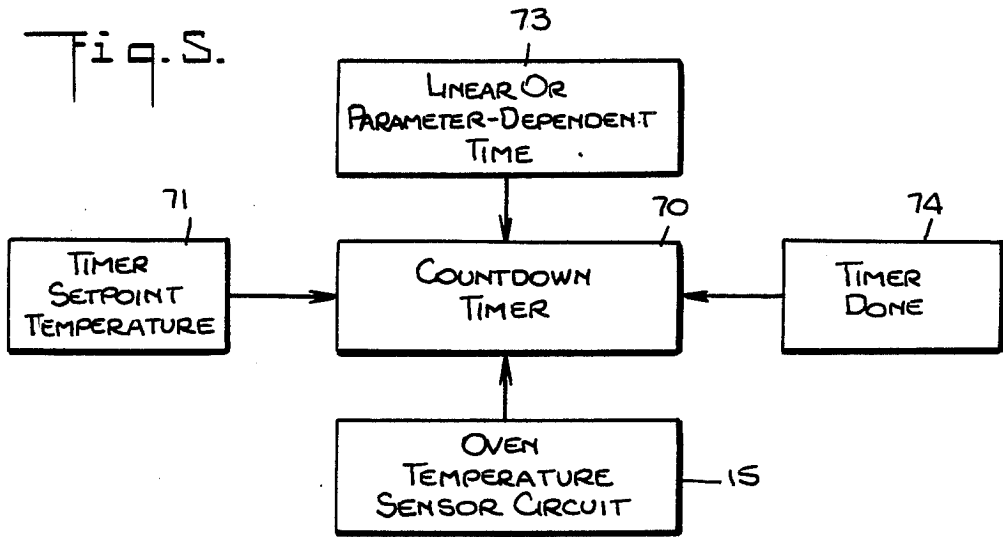 Fig. 5.
73
LINEAR OR
PARAMETER-DEPENDENT
TIME
71
TIMER
SETPOINT
TEMPERATURE
70
COUNTDOWN
TIMER
74
TIMER
DONE
OVEN
TEMPERATURE
SENSOR CIRCUIT
15